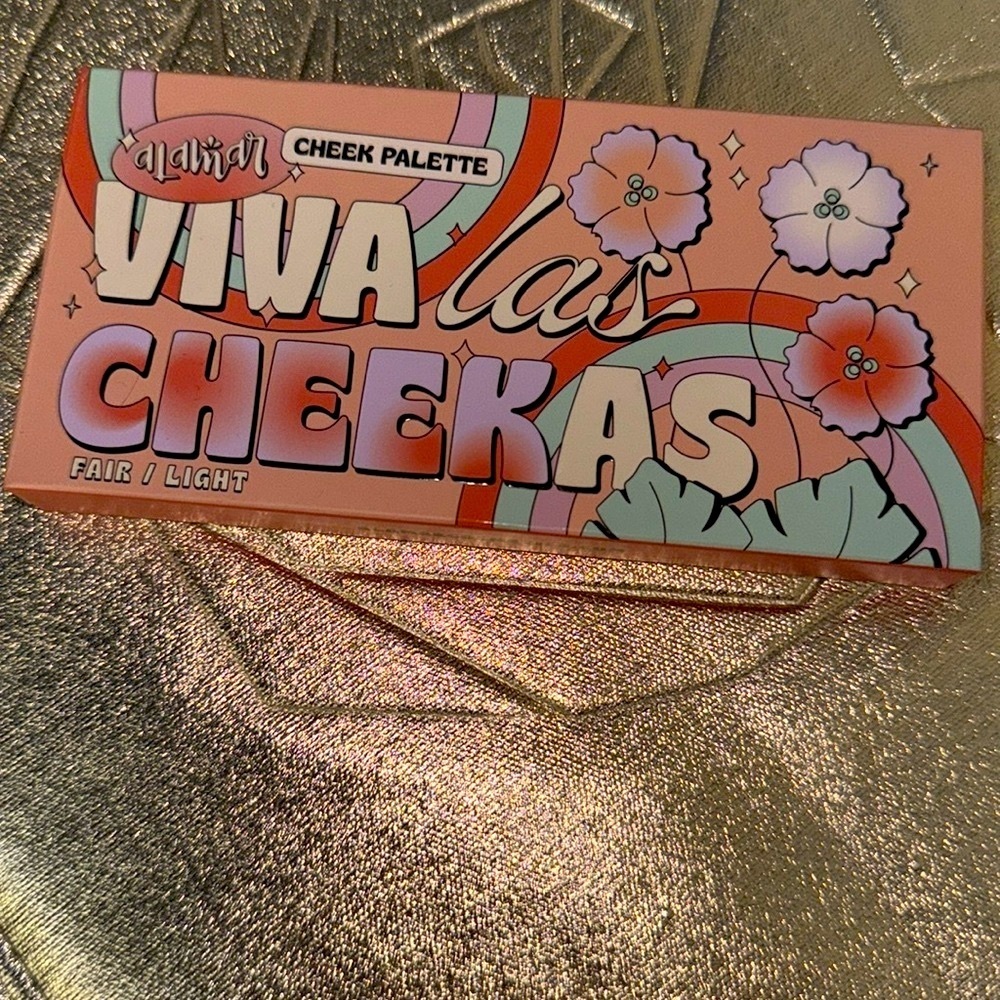 alamar CHEEK PALETTE
VIVA las
CHEEKAS
FAIR / LIGHT